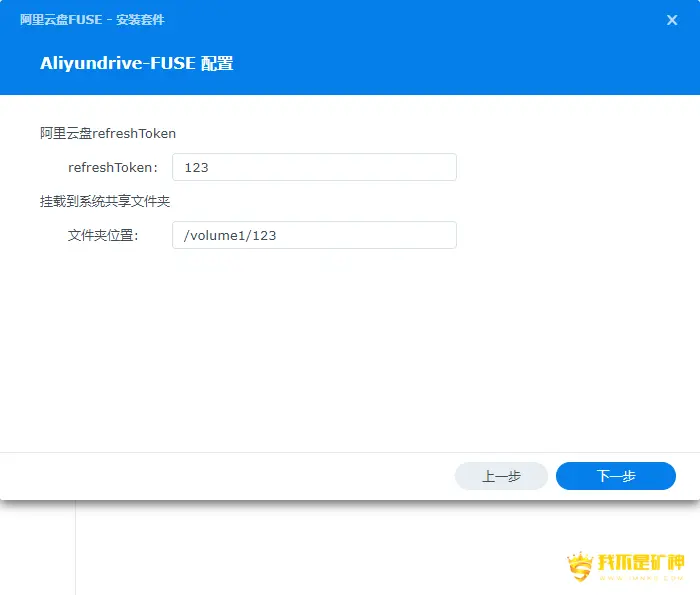 阿里云盘FUSE - 安装套件
Aliyundrive-FUSE 配置
阿里云盘refreshToken
refreshToken: 123
挂载到系统共享文件夹
文件夹位置: /volume1/123
上一步 下一步
我不是矿神